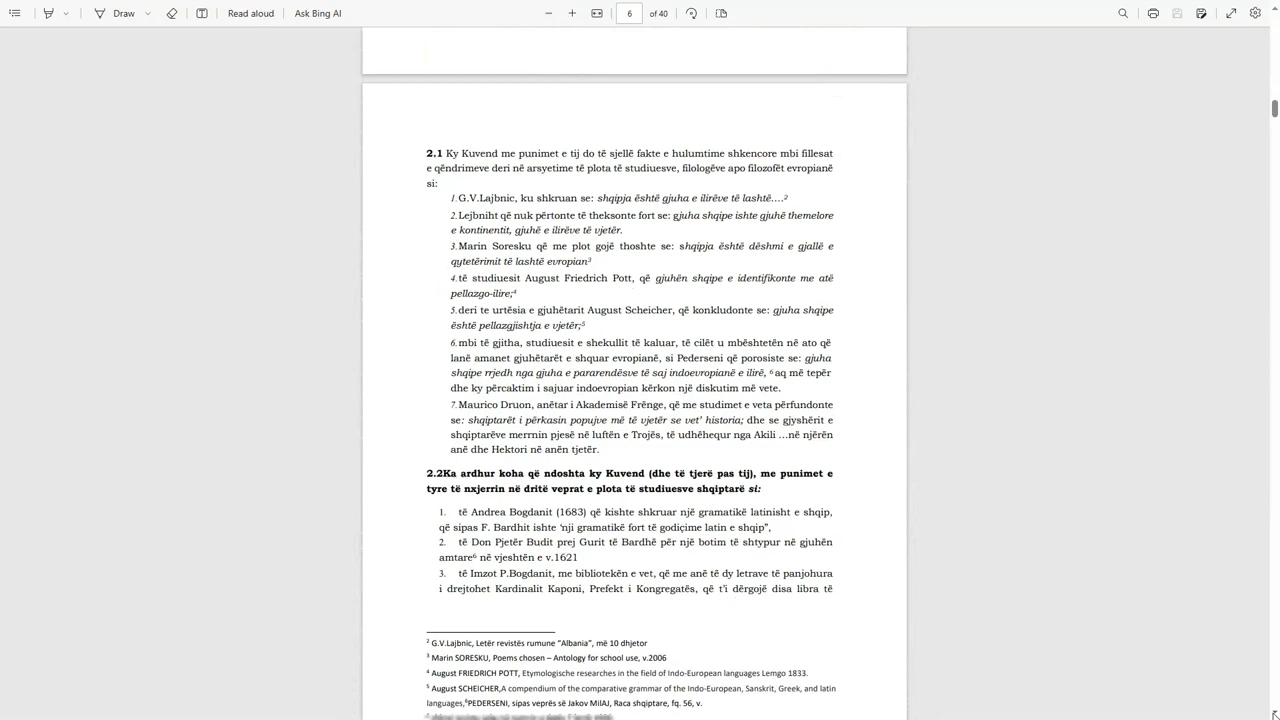 Draw
Read aloud
Ask Bing AI
6 of 40
2.1 Ky Kuvend me punimet e tij do të sjellë fakte e hulumtime shkencore mbi fillesat
e qëndrimeve deri në arsyetime të plota të studiuesve, filologëve apo filozofët evropianë
si:
1.G.V.Lajbnic, ku shkruan se: shqipja është gjuha e ilirëve të lashtë….2
2.Lejbniht që nuk përtonte të theksonte fort se: gjuha shqipe ishte gjuhë themelore
e kontinentit, gjuhë e ilirëve të vjetër.
3.Marin Soresku që me plot gojë thoshte se: shqipja është dëshmi e gjallë e
qytetërimit të lashtë evropian3
4.të studiuesit August Friedrich Pott, që gjuhën shqipe e identifikonte me atë
pellazgo-ilire;4
5.deri te urtësia e gjuhëtarit August Scheicher, që konkludonte se: gjuha shqipe
është pellazgjishtja e vjetër;5
6.mbi të gjitha, studiuesit e shekullit të kaluar, të cilët u mbështetën në ato që
lanë amanet gjuhëtarët e shquar evropianë, si Pederseni që porosiste se: gjuha
shqipe rrjedh nga gjuha e pararendësve të saj indoevropianë e ilirë, 6 aq më tepër
dhe ky përcaktim i sajuar indoevropian kërkon një diskutim më vete.
7.Maurico Druon, anëtar i Akademisë Frënge, që me studimet e veta përfundonte
se: shqiptarët i përkasin popujve më të vjetër se vet’ historia; dhe se gjyshërit e
shqiptarëve merrnin pjesë në luftën e Trojës, të udhëhequr nga Akili …në njërën
anë dhe Hektori në anën tjetër.
2.2Ka ardhur koha që ndoshta ky Kuvend (dhe të tjerë pas tij), me punimet e
tyre të nxjerrin në dritë veprat e plota të studiuesve shqiptarë si:
1. të Andrea Bogdanit (1683) që kishte shkruar një gramatikë latinisht e shqip,
që sipas F. Bardhit ishte ‘nji gramatikë fort të godiçime latin e shqip”,
2. të Don Pjetër Budit prej Gurit të Bardhë për një botim të shtypur në gjuhën
amtare6 në vjeshtën e v.1621
3. të Imzot P.Bogdanit, me bibliotekën e vet, që me anë të dy letrave të panjohura
i drejtohet Kardinalit Kaponi, Prefekt i Kongregatës, që t’i dërgojë disa libra të
2 G.V.Lajbnic, Letër revistës rumune “Albania”, më 10 dhjetor
3 Marin SORESKU, Poems chosen – Antology for school use, v.2006
4 August FRIEDRICH POTT, Etymologische researches in the field of Indo-European languages Lemgo 1833.
5 August SCHEICHER,A compendium of the comparative grammar of the Indo-European, Sanskrit, Greek, and latin
languages,6PEDERSENI, sipas veprës së Jakov MilAJ, Raca shqiptare, fq. 56, v.